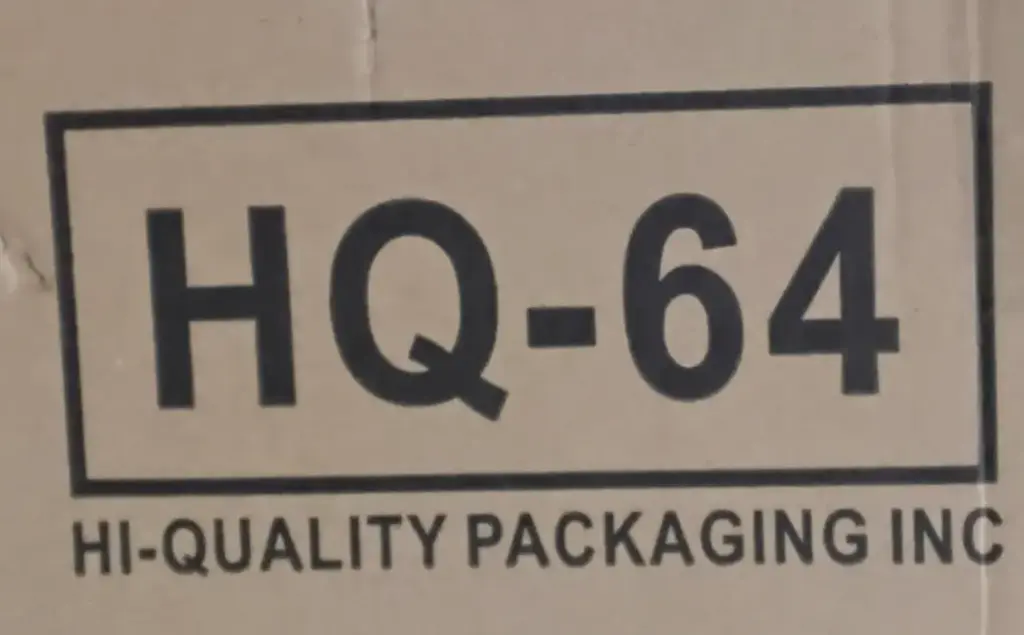 HQ-64
HI-QUALITY PACKAGING INC